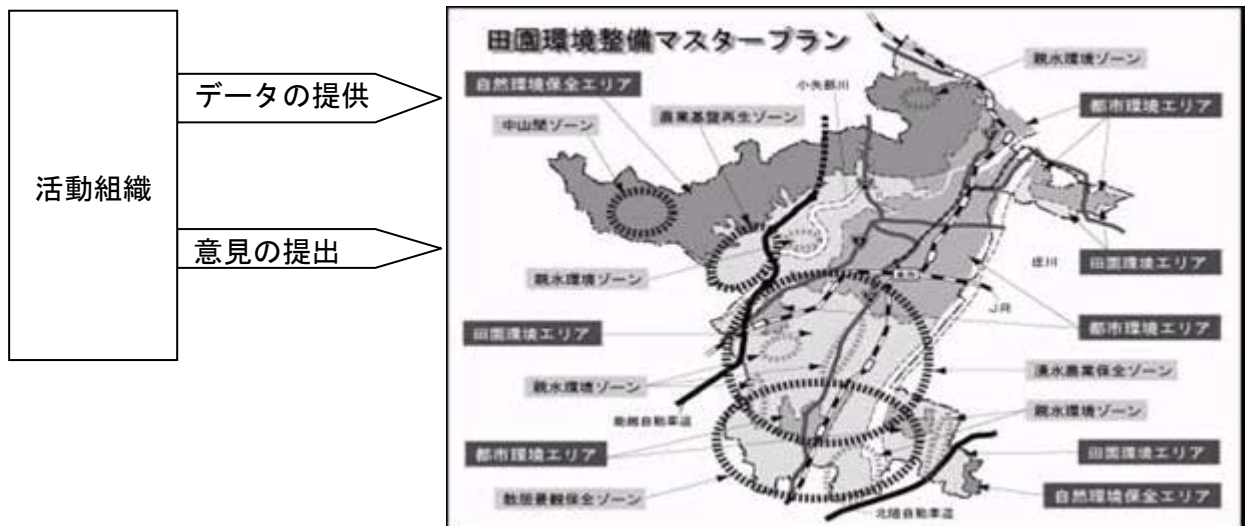 活動組織
データの提供
意見の提出
田園環境整備マスタープラン
親水環境ゾーン
自然環境保全エリア
小矢部川
都市環境エリア
中山間ゾーン
農業基盤再生ゾーン
田園環境エリア
庄川
親水環境ゾーン
JR
田園環境エリア
都市環境エリア
湧水農業保全ゾーン
親水環境ゾーン
能越自動車道
親水環境ゾーン
都市環境エリア
田園環境エリア
散居景観保全ゾーン
自然環境保全エリア
北陸自動車道